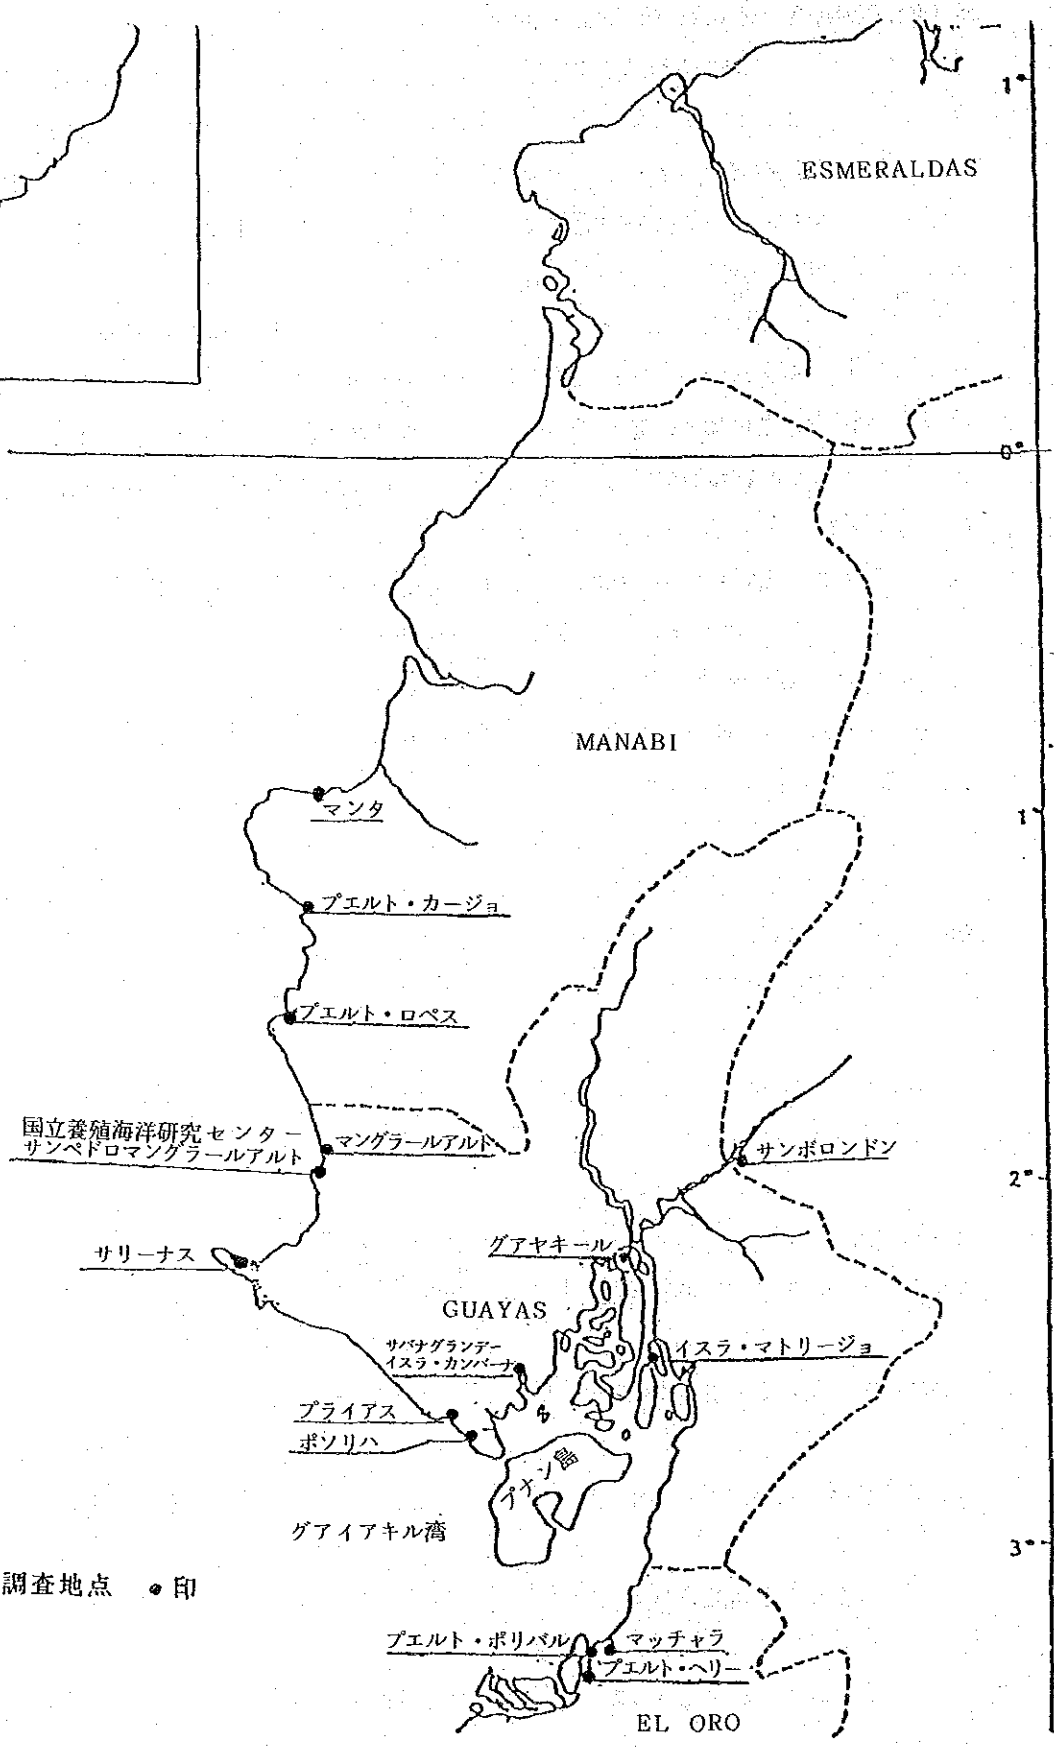 1°
ESMERALDAS
0°
MANABI
マンタ
1
プエルト・カージョ
プエルト・ロペス
国立養殖海洋研究センター
サンペドロマングラールアルト
マングラールアルト
サンボロンドン
2°
サリーナス
グアヤキール
GUAYAS
サバナグランデー
イスラ・カンバーナ
イスラ・マトリージョ
プライアス
ポソリハ
プナン島
グアイアキル湾
3°
調査地点 ●印
プエルト・ボリバル
マッチャラ
プエルト・ヘリー
EL ORO